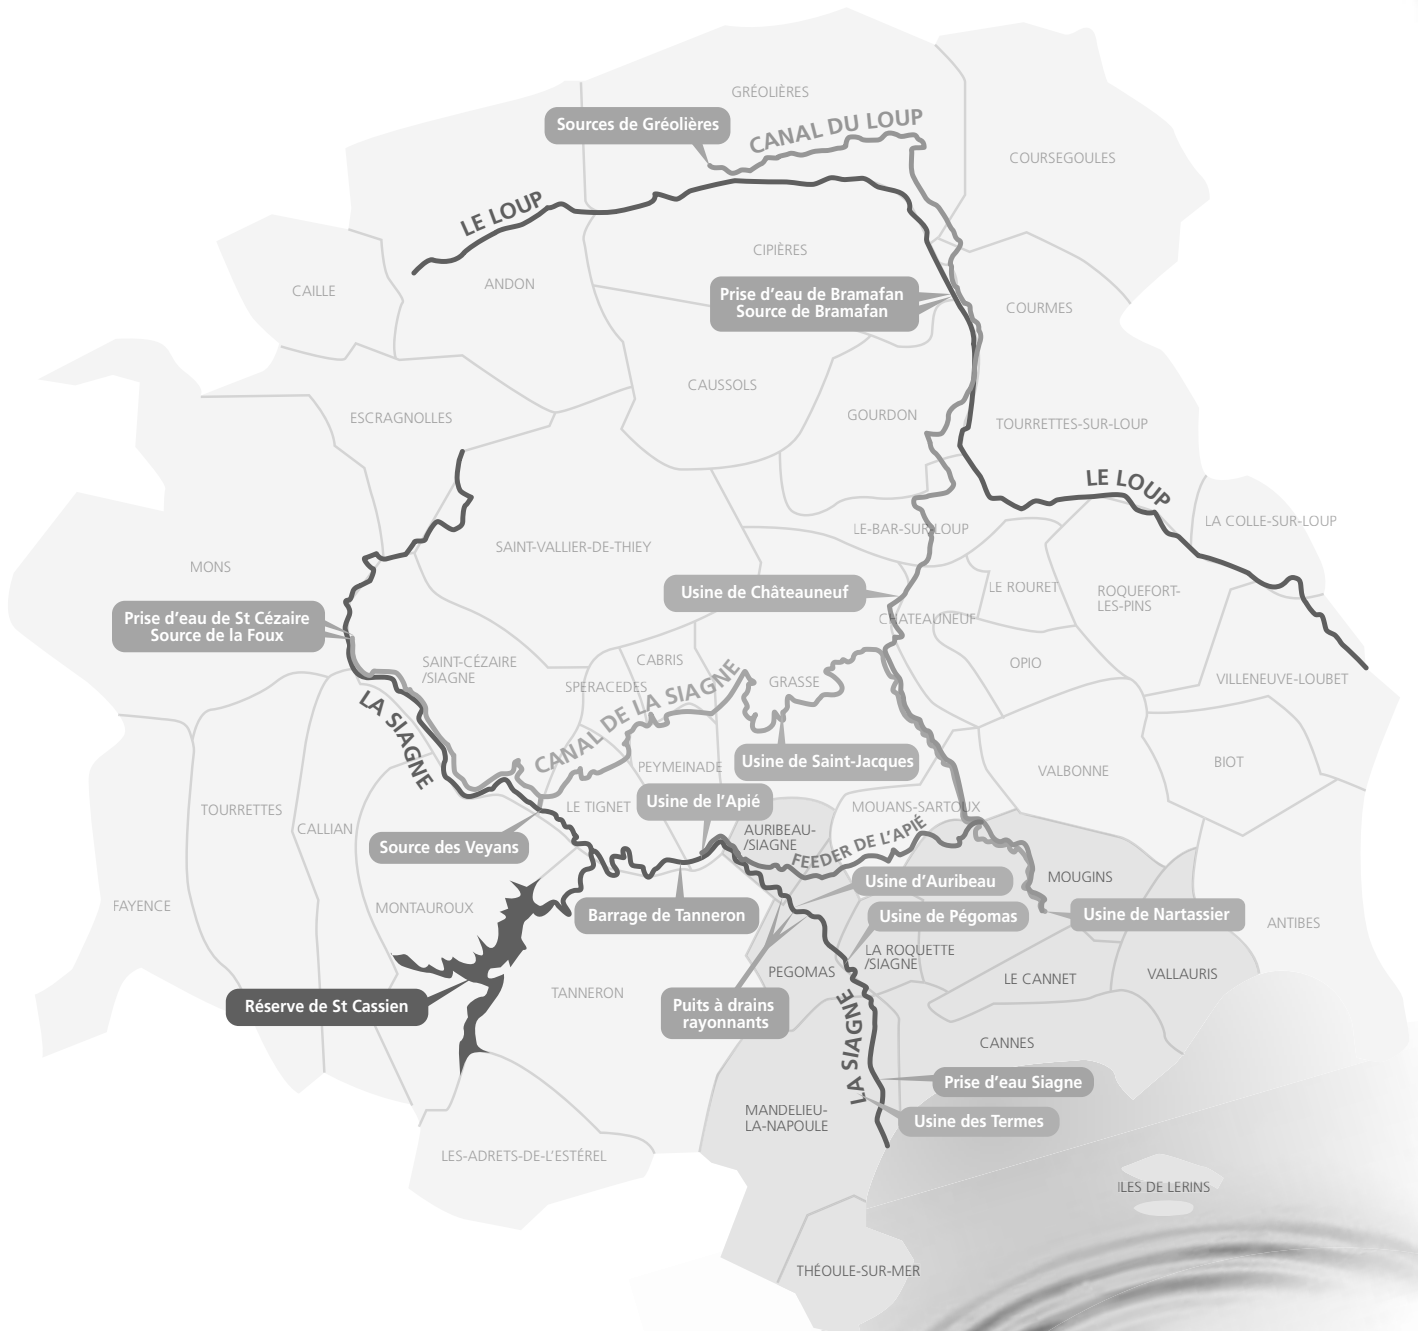 GRÉOLIÈRES
Sources de Gréolières
CANAL DU LOUP
COURSEGOULES
LE LOUP
CIPIÈRES
CAILLE
ANDON
Prise d'eau de Bramafan
Source de Bramafan
COURMES
CAUSSOLS
ESCRAGNOLLES
GOURDON
TOURRETTES-SUR-LOUP
LE LOUP
LA COLLE-SUR-LOUP
LE-BAR-SUR-LOUP
SAINT-VALLIER-DE-THIEY
MONS
LE ROURET
ROQUEFORT-
LES-PINS
Usine de Châteauneuf
CHATEAUNEUF
Prise d'eau de St Cézaire
Source de la Foux
SAINT-CÉZAIRE
/SIAGNE
CABRIS
OPIO
SPERACEDES
GRASSE
VILLENEUVE-LOUBET
CANAL DE LA SIAGNE
LA SIAGNE
Usine de Saint-Jacques
PEYMEINADE
VALBONNE
BIOT
TOURRETTES
LE TIGNET
Usine de l'Apié
MOUANS-SARTOUX
CALLIAN
AURIBEAU-
/SIAGNE
FEEDER DE L'APIÉ
Source des Veyans
Usine d'Auribeau
MOUGINS
FAYENCE
MONTAUROUX
Barrage de Tanneron
Usine de Pégomas
Usine de Nartassier
ANTIBES
LA ROQUETTE
/SIAGNE
PEGOMAS
LE CANNET
VALLAURIS
TANNERON
Réserve de St Cassien
Puits à drains
rayonnants
LA SIAGNE
CANNES
Prise d'eau Siagne
MANDELIEU-
LA-NAPOULE
Usine des Termes
LES-ADRETS-DE-L'ESTÉREL
ILES DE LERINS
THÉOULE-SUR-MER